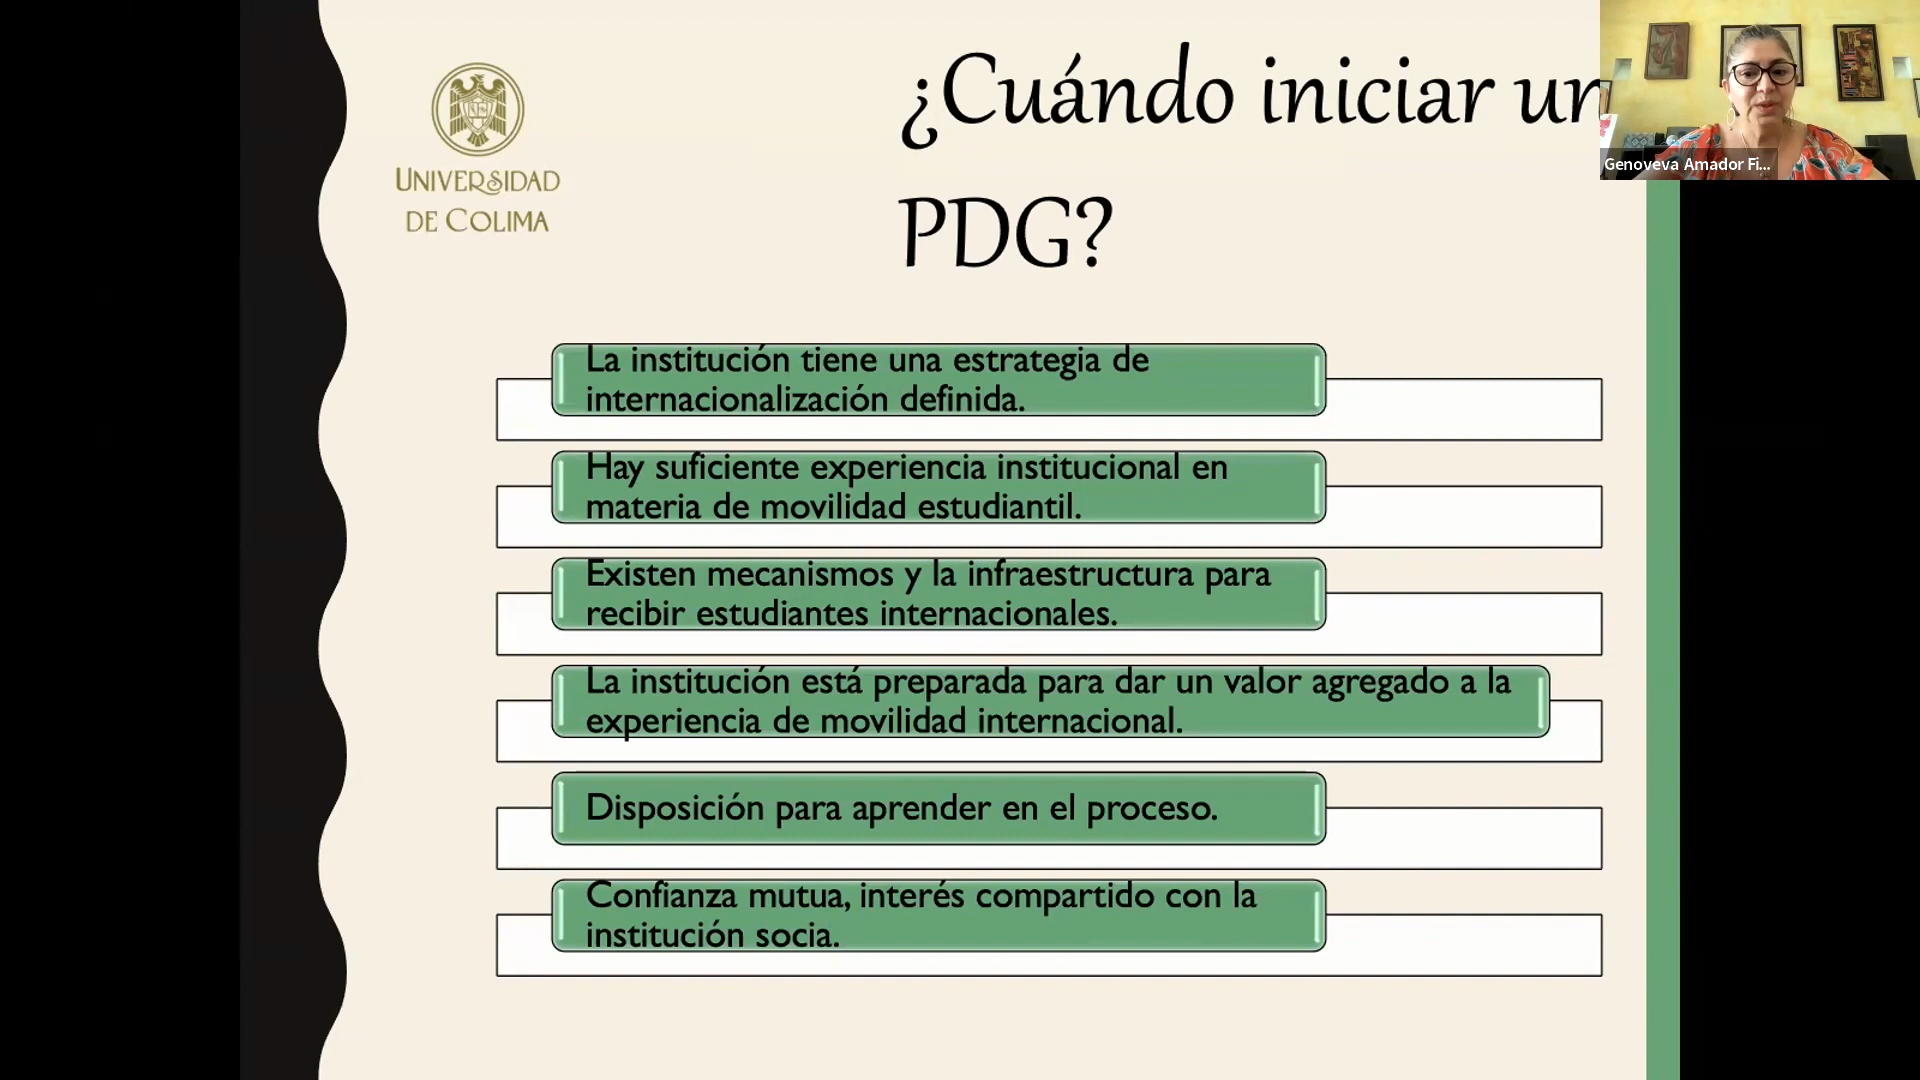 ¿Cuándo iniciar un
PDG?
UNIVERSIDAD
DE COLIMA
Genoveva Amador Fi...
La institución tiene una estrategia de
internacionalización definida.
Hay suficiente experiencia institucional en
materia de movilidad estudiantil.
Existen mecanismos y la infraestructura para
recibir estudiantes internacionales.
La institución está preparada para dar un valor agregado a la
experiencia de movilidad internacional.
Disposición para aprender en el proceso.
Confianza mutua, interés compartido con la
institución socia.